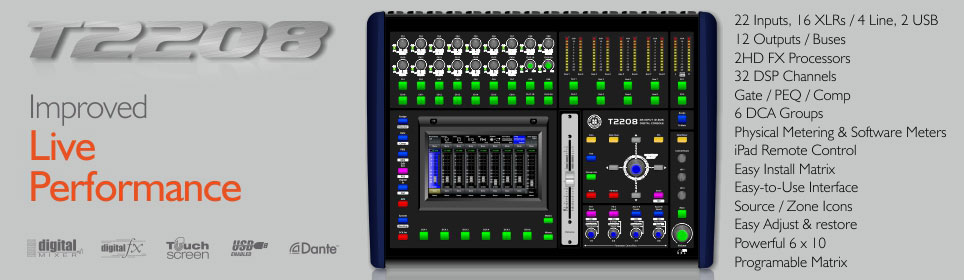 T2208
Improved
Live
Performance
digital
MIXER
digital fx
Touch
SCREEN
USB
ENABLED
Dante
T2208
22 Inputs, 16 XLRs / 4 Line, 2 USB
12 Outputs / Buses
2HD FX Processors
32 DSP Channels
Gate / PEQ / Comp
6 DCA Groups
Physical Metering & Software Meters
iPad Remote Control
Easy Install Matrix
Easy-to-Use Interface
Source / Zone Icons
Easy Adjust & restore
Powerful 6 x 10
Programable Matrix